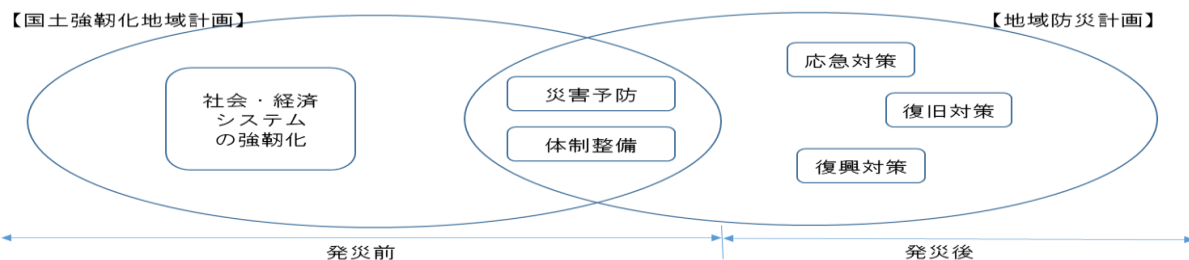 【国土強靭化地域計画】
【地域防災計画】
社会・経済
システム
の強靭化
災害予防
体制整備
応急対策
復旧対策
復興対策
発災前
発災後